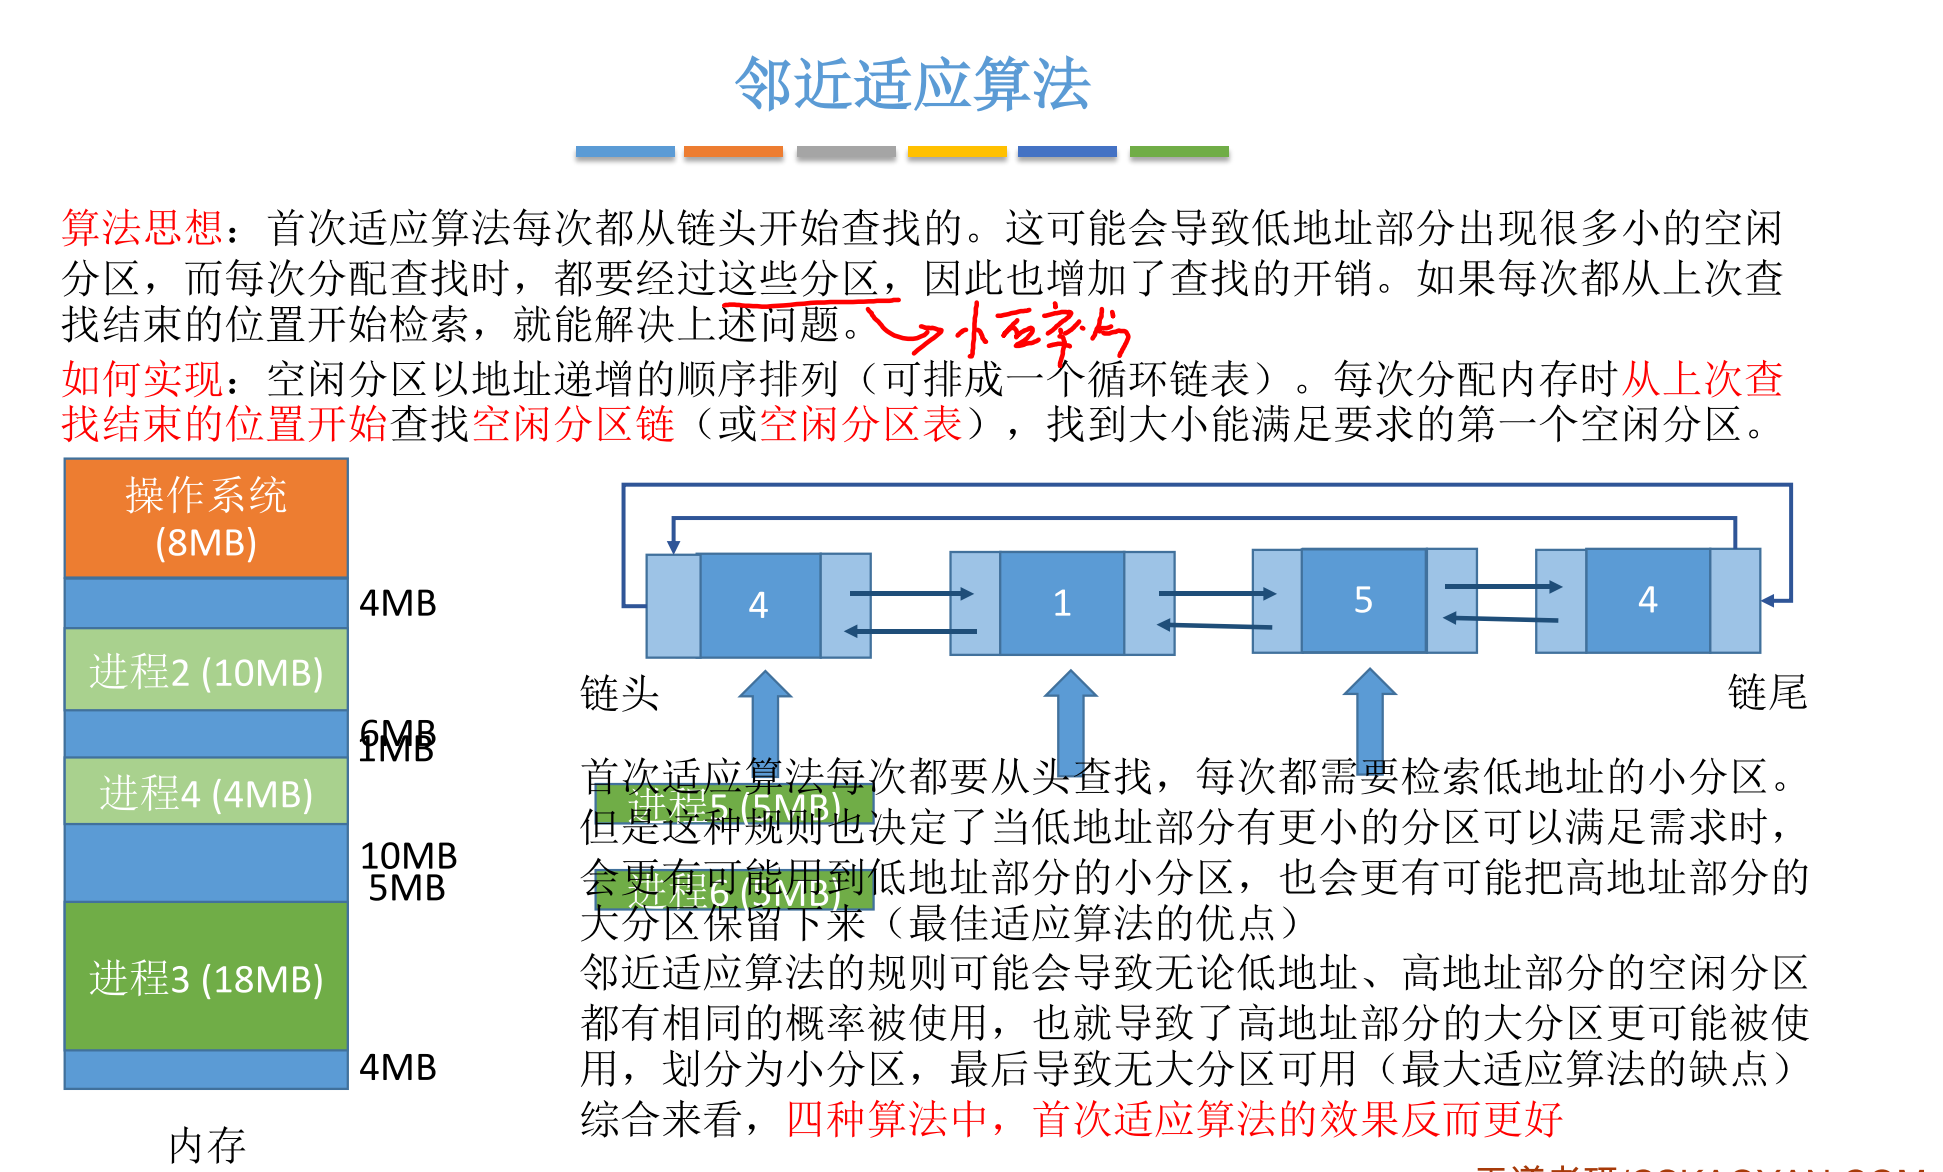 邻近适应算法
算法思想：首次适应算法每次都从链头开始查找的。这可能会导致低地址部分出现很多小的空闲
分区，而每次分配查找时，都要经过这些分区，因此也增加了查找的开销。如果每次都从上次查
找结束的位置开始检索，就能解决上述问题。
如何实现：空闲分区以地址递增的顺序排列（可排成一个循环链表）。每次分配内存时从上次查
找结束的位置开始查找空闲分区链（或空闲分区表），找到大小能满足要求的第一个空闲分区。
操作系统
(8MB)
4MB
进程2 (10MB)
6MB
1MB
进程4 (4MB)
10MB
5MB
进程3 (18MB)
4MB
内存
4
1
5
4
链头
链尾
进程5 (5MB)
进程6 (5MB)
首次适应算法每次都要从头查找，每次都需要检索低地址的小分区。
但是这种规则也决定了当低地址部分有更小的分区可以满足需求时，
会更有可能用到低地址部分的小分区，也会更有可能把高地址部分的
大分区保留下来（最佳适应算法的优点）
邻近适应算法的规则可能会导致无论低地址、高地址部分的空闲分区
都有相同的概率被使用，也就导致了高地址部分的大分区更可能被使
用，划分为小分区，最后导致无大分区可用（最大适应算法的缺点）
综合来看，四种算法中，首次适应算法的效果反而更好